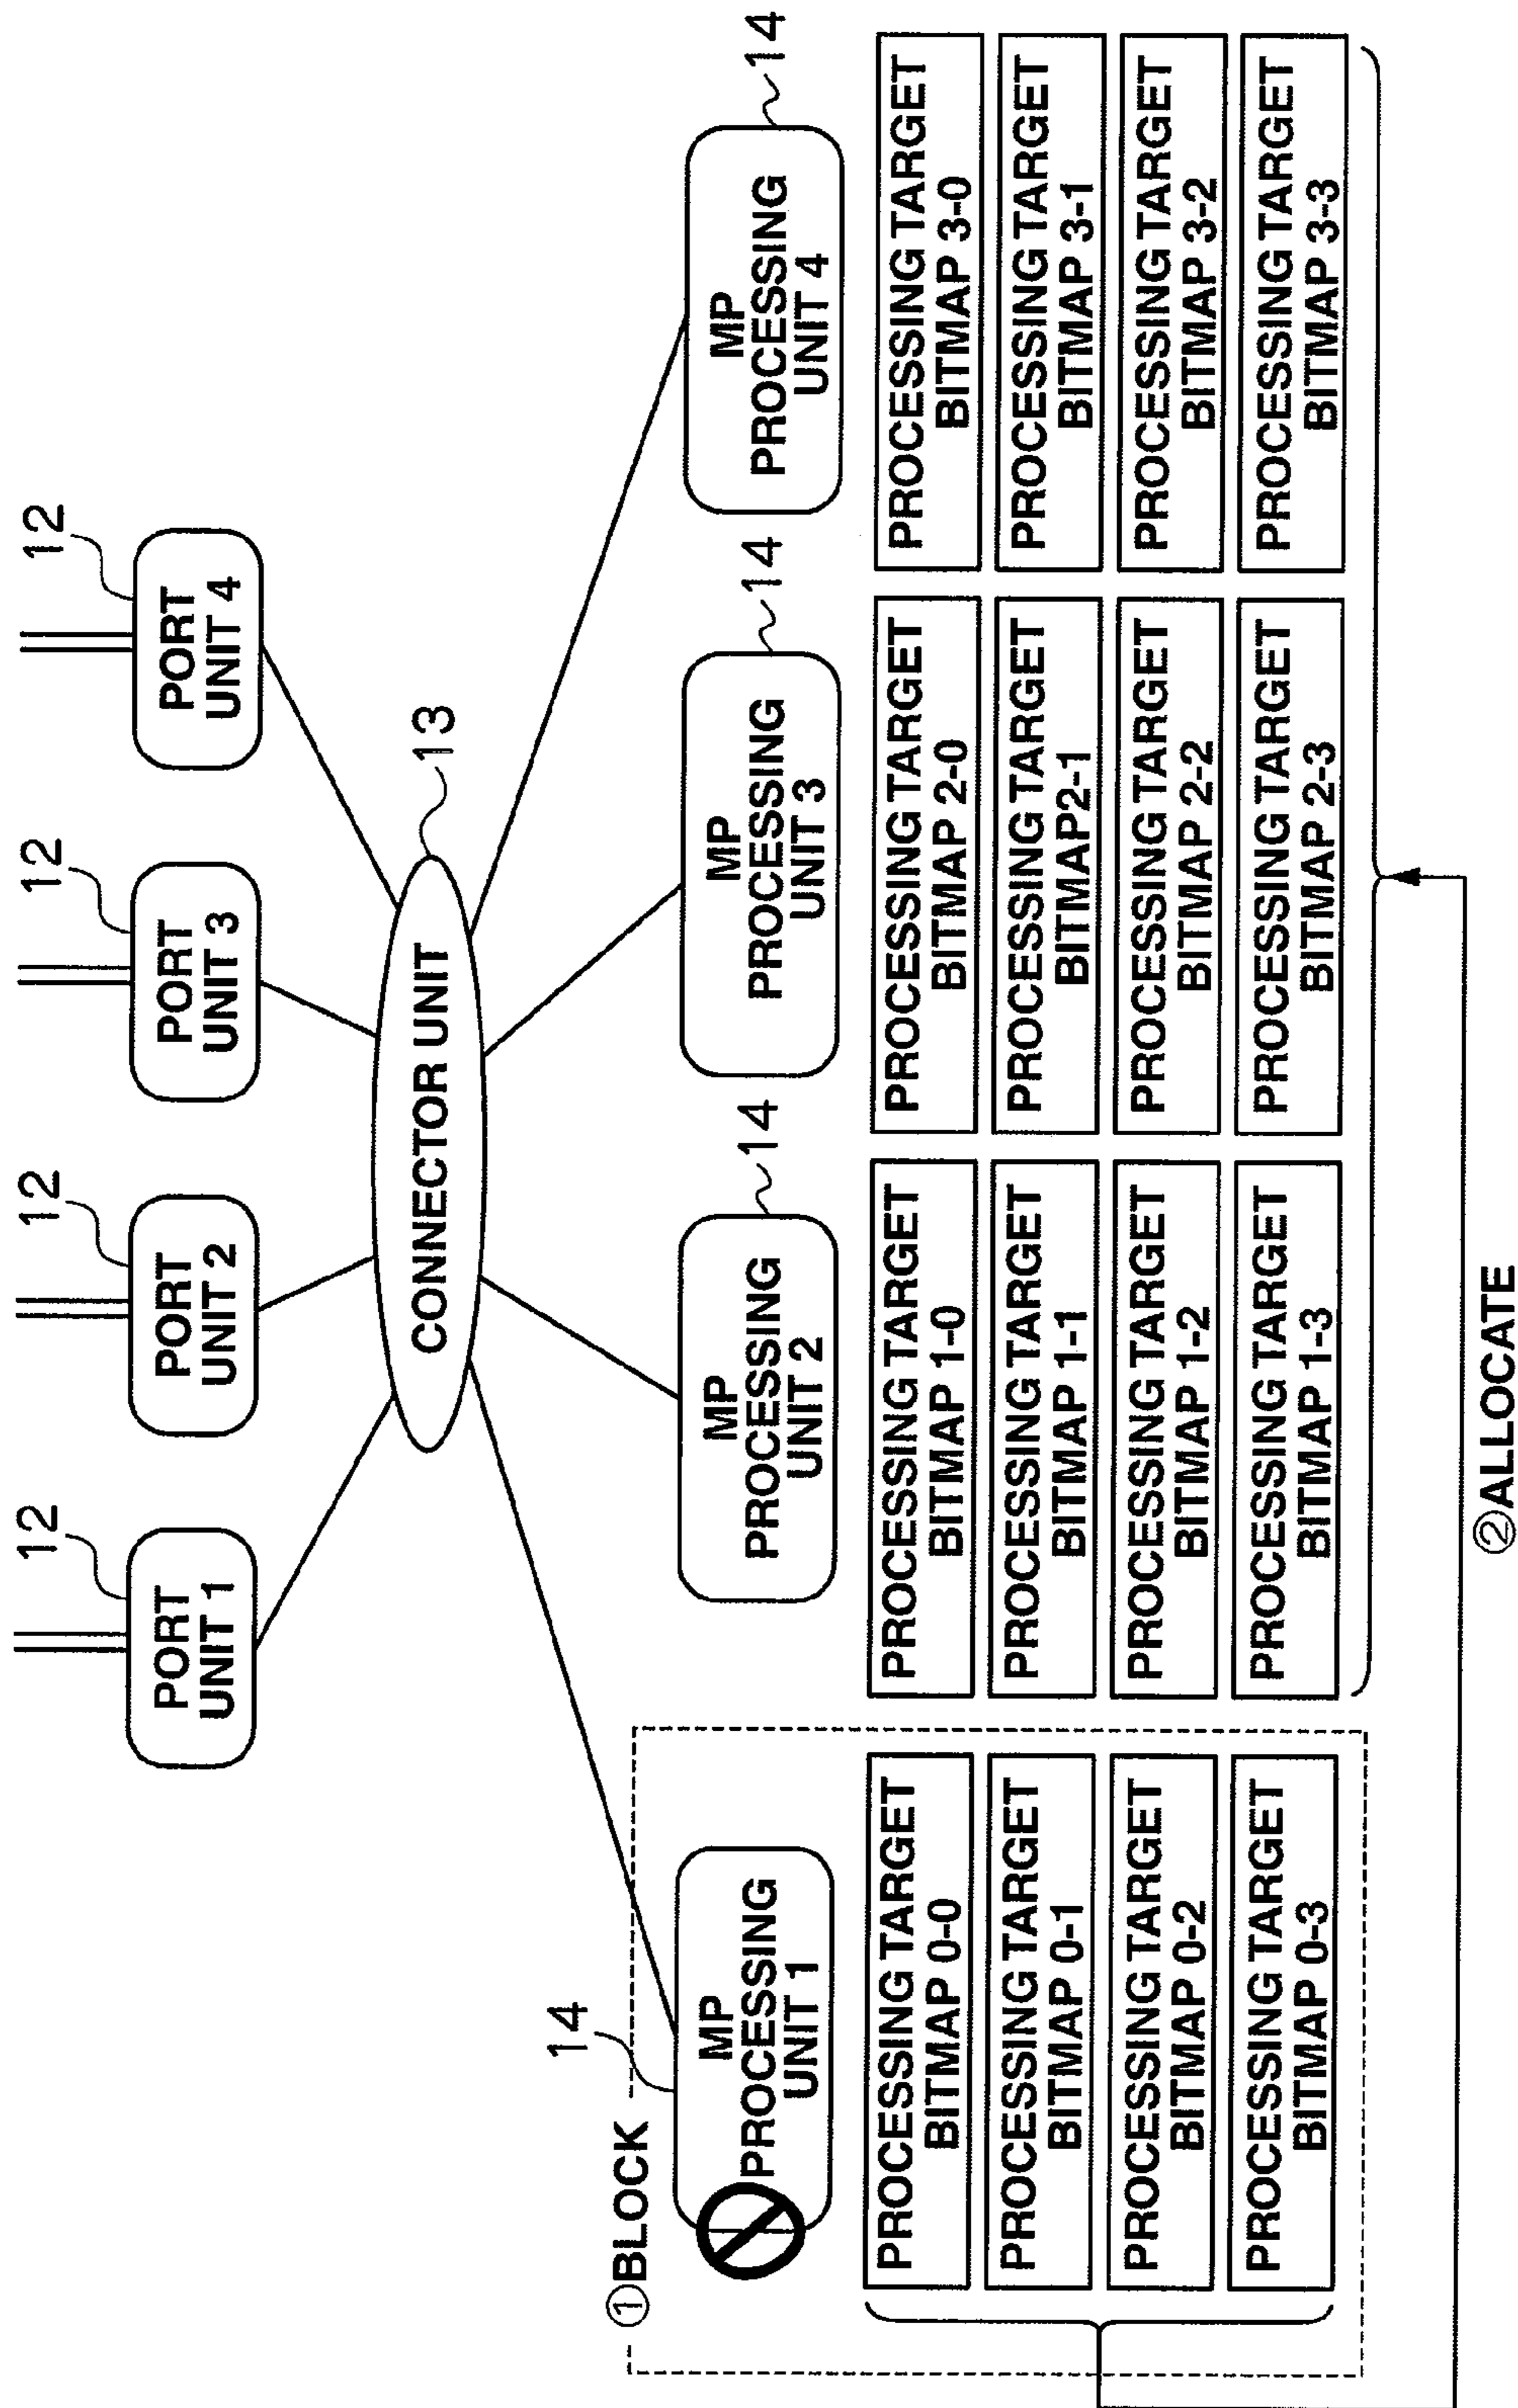 12
12
12
12
PORT
UNIT 1
PORT
UNIT 2
PORT
UNIT 3
PORT
UNIT 4
13
CONNECTOR UNIT
①BLOCK
14
14
14
14
MP
PROCESSING
UNIT 1
MP
PROCESSING
UNIT 2
MP
PROCESSING
UNIT 3
MP
PROCESSING
UNIT 4
PROCESSING TARGET
BITMAP 0-0
PROCESSING TARGET
BITMAP 1-0
PROCESSING TARGET
BITMAP 2-0
PROCESSING TARGET
BITMAP 3-0
PROCESSING TARGET
BITMAP 0-1
PROCESSING TARGET
BITMAP 1-1
PROCESSING TARGET
BITMAP2-1
PROCESSING TARGET
BITMAP 3-1
PROCESSING TARGET
BITMAP 0-2
PROCESSING TARGET
BITMAP 1-2
PROCESSING TARGET
BITMAP 2-2
PROCESSING TARGET
BITMAP 3-2
PROCESSING TARGET
BITMAP 0-3
PROCESSING TARGET
BITMAP 1-3
PROCESSING TARGET
BITMAP 2-3
PROCESSING TARGET
BITMAP 3-3
②ALLOCATE